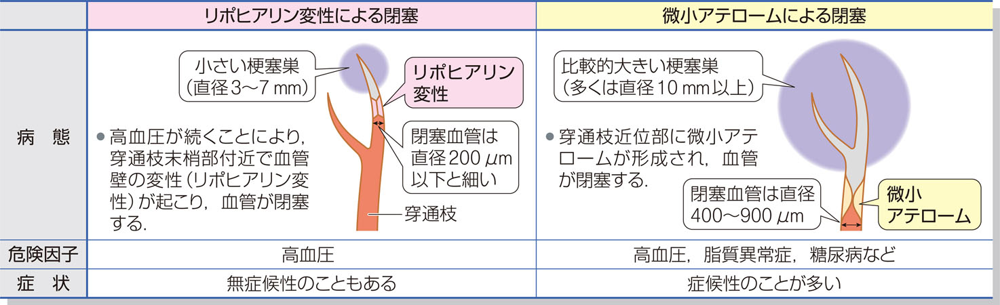 リポヒアリン変性による閉塞
微小アテロームによる閉塞
病 態
小さい梗塞巣
(直径3〜7 mm)
リポヒアリン
変性
●高血圧が続くことにより,
穿通枝末梢部付近で血管
壁の変性(リポヒアリン変
性)が起こり, 血管が閉塞
する.
閉塞血管は
直径200 μm
以下と細い
穿通枝
比較的大きい梗塞巣
(多くは直径10 mm以上)
●穿通枝近位部に微小アテ
ロームが形成され, 血管
が閉塞する.
閉塞血管は直径
400〜900 μm
微小
アテローム
危険因子
高血圧
高血圧, 脂質異常症, 糖尿病など
症 状
無症候性のこともある
症候性のことが多い